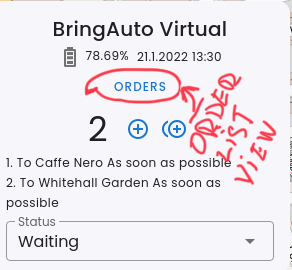 BringAuto Virtual
78.69% 21.1.2022 13:30
ORDERS
2
ORDER
LIST
VIEW
1. To Caffe Nero As soon as possible
2. To Whitehall Garden As soon as
possible
Status
Waiting